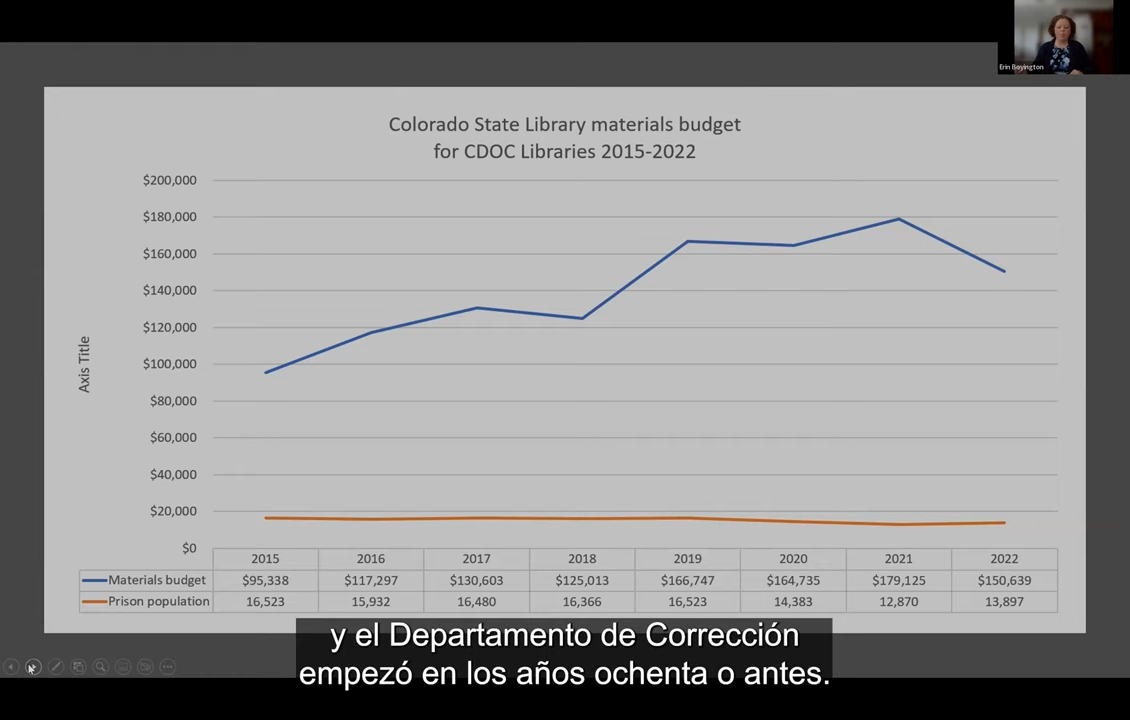 Erin Boyington
Colorado State Library materials budget
for CDOC Libraries 2015-2022
$200,000
$180,000
$160,000
$140,000
$120,000
$100,000
$80,000
$60,000
$40,000
$20,000
$0
Axis Title
2015 2016 2017 2018 2019 2020 2021 2022
Materials budget $95,338 $117,297 $130,603 $125,013 $166,747 $164,735 $179,125 $150,639
Prison population 16,523 15,932 16,480 16,366 16,523 14,383 12,870 13,897
y el Departamento de Corrección
empezó en los años ochenta o antes.